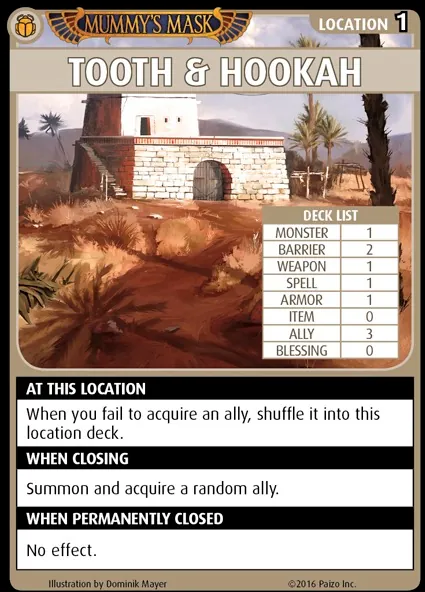 MUMMY'S MASK
LOCATION 1
TOOTH & HOOKAH
DECK LIST
MONSTER 1
BARRIER 2
WEAPON 1
SPELL 1
ARMOR 1
ITEM 0
ALLY 3
BLESSING 0
AT THIS LOCATION
When you fail to acquire an ally, shuffle it into this
location deck.
WHEN CLOSING
Summon and acquire a random ally.
WHEN PERMANENTLY CLOSED
No effect.
Illustration by Dominik Mayer
©2016 Paizo Inc.